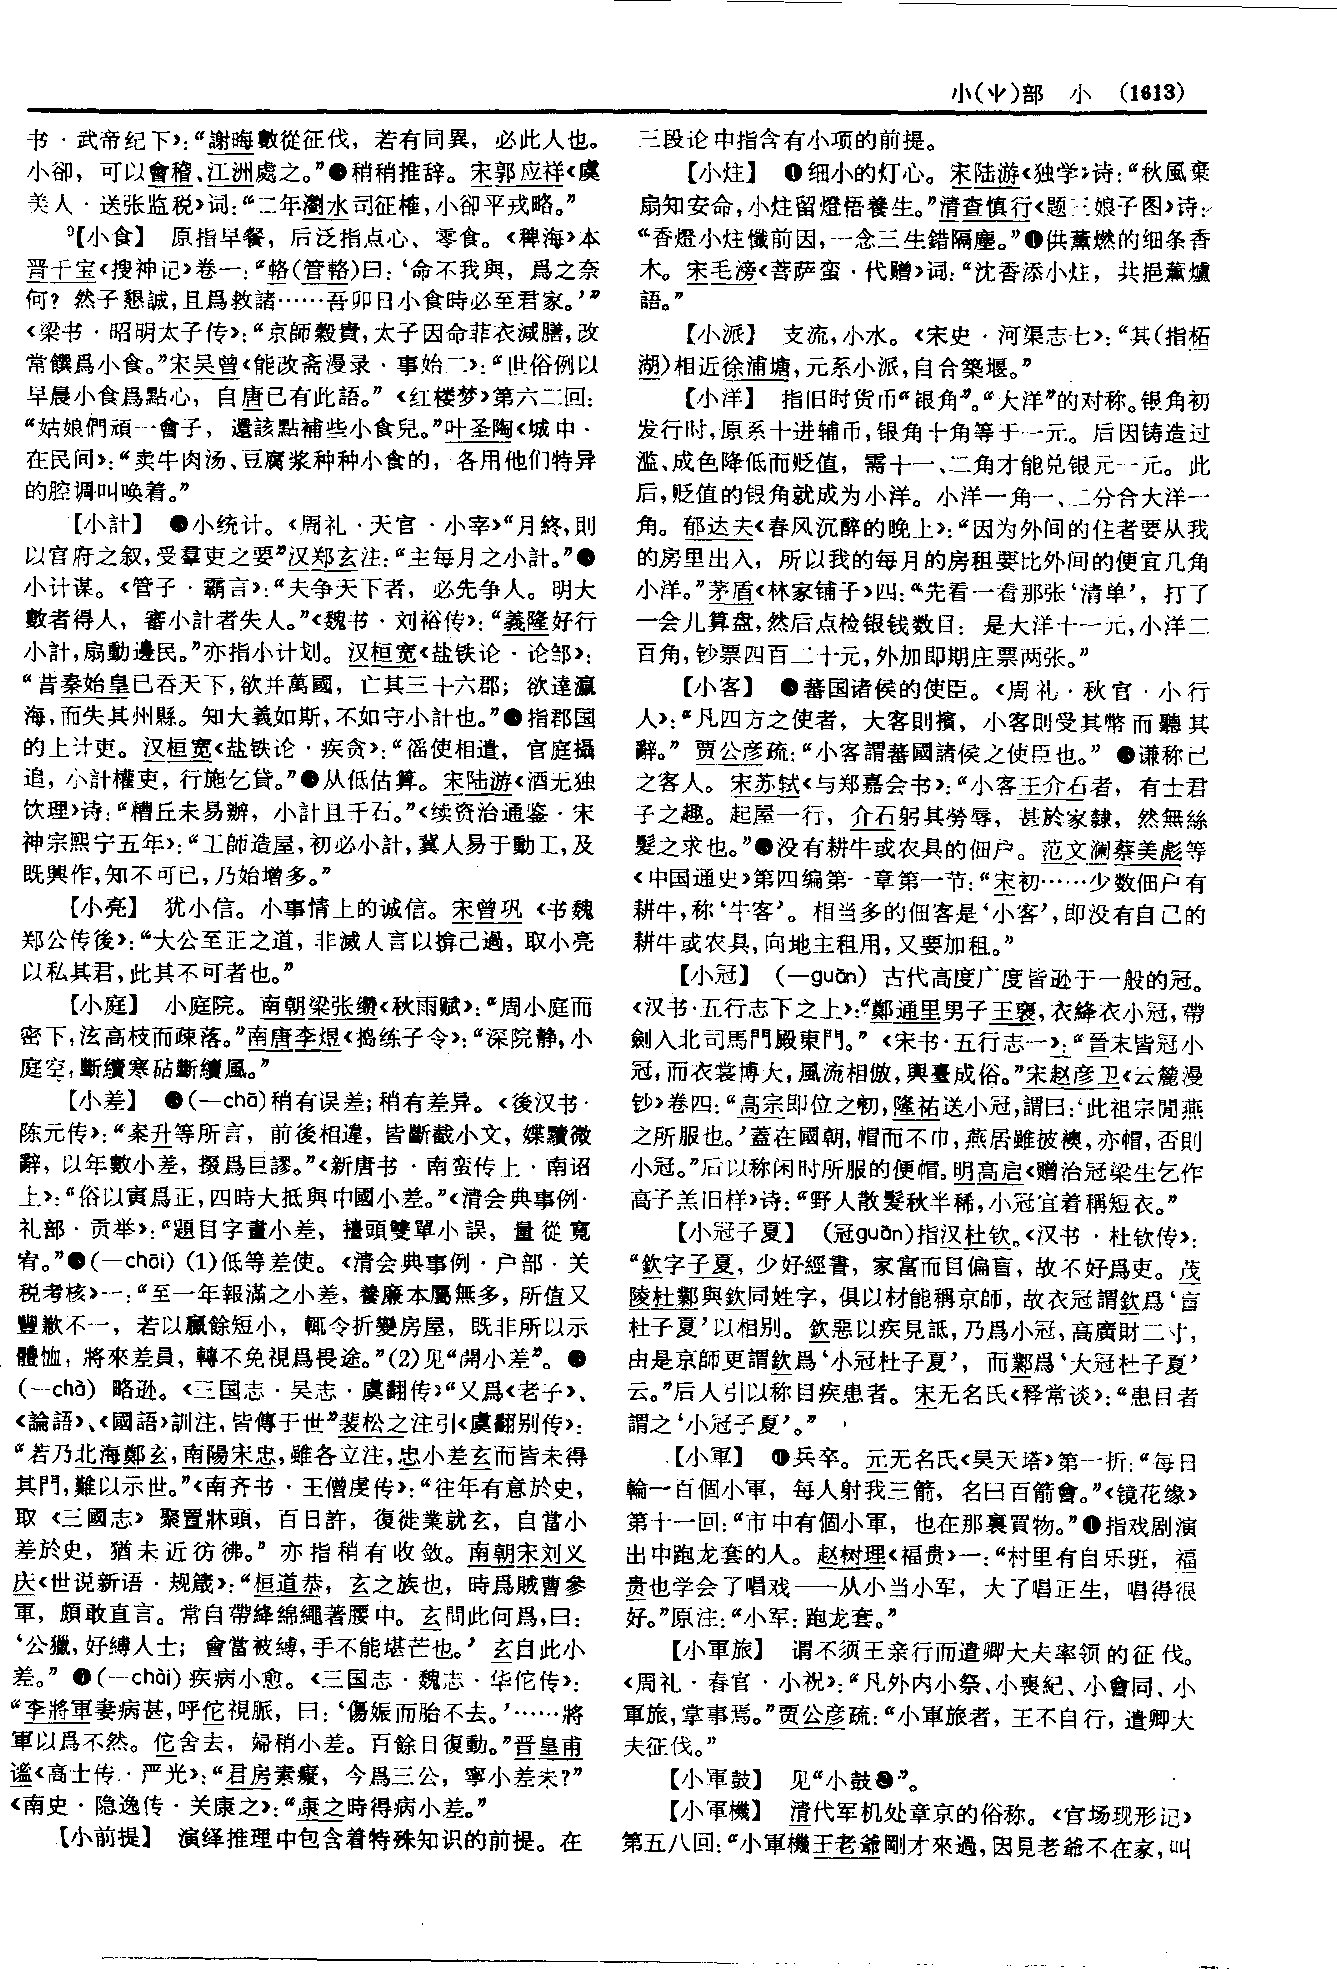 小(⺌)部 小 (1613)
书·武帝纪下》：“謝晦數從征伐，若有同異，必此人也。
小卻，可以會稽、江洲處之。”●稍稍推辞。宋郭应祥《虞
美人·送张监税》词：“二年瀏水司征榷，小卻平戎略。”
【小食】 原指早餐，后泛指点心、零食。《稗海》本
晋干宝《搜神记》卷一：“輅(管輅)曰：‘命不我與，爲之奈
何？然子懇誠，且爲救諸……吾卯日小食時必至君家。’”
《梁书·昭明太子传》：“京師穀貴，太子因命菲衣減膳，改
常饌爲小食。”宋吴曾《能改斋漫录·事始二》：“世俗例以
早晨小食爲點心，自唐已有此語。”《红楼梦》第六二回：
“姑娘們頑一會子，還該點補些小食兒。”叶圣陶《城中·
在民间》：“卖牛肉汤、豆腐浆种种小食的，各用他们特异
的腔调叫唤着。”
【小計】 ●小统计。《周礼·天官·小宰》“月終，則
以官府之叙，受羣吏之要”汉郑玄注：“主每月之小計。”●
小计谋。《管子·霸言》：“夫争天下者，必先争人。明大
數者得人，審小計者失人。”《魏书·刘裕传》：“義隆好行
小計，扇動邊民。”亦指小计划。汉桓宽《盐铁论·论邹》：
“昔秦始皇已吞天下，欲并萬國，亡其三十六郡；欲達瀛
海，而失其州縣。知大義如斯，不如守小計也。”●指郡国
的上计吏。汉桓宽《盐铁论·疾贪》：“徭使相遣，官庭攝
追，小計權吏，行施乞貸。”●从低估算。宋陆游《酒无独
饮理》诗：“糟丘未易辦，小計且千石。”《续资治通鉴·宋
神宗熙宁五年》：“工師造屋，初必小計，冀人易于動工，及
既興作，知不可已，乃始增多。”
【小亮】 犹小信。小事情上的诚信。宋曾巩《书魏
郑公传後》：“大公至正之道，非滅人言以揜己過，取小亮
以私其君，此其不可者也。”
【小庭】 小庭院。南朝梁张缵《秋雨赋》：“周小庭而
密下，泫高枝而疎落。”南唐李煜《捣练子令》：“深院静，小
庭空，斷續寒砧斷續風。”
【小差】 ●(—chā)稍有误差；稍有差异。《後汉书·
陈元传》：“案升等所言，前後相違，皆斷截小文，媟黷微
辭，以年數小差，掇爲巨謬。”《新唐书·南蛮传上·南诏
上》：“俗以寅爲正，四時大抵與中國小差。”《清会典事例·
礼部·贡举》：“題目字畫小差，擡頭雙單小誤，量從寬
宥。”●(—chāi) (1)低等差使。《清会典事例·户部·关
税考核》一：“至一年報滿之小差，養廉本屬無多，所值又
豐歉不一，若以贏餘短小，輒令折變房屋，既非所以示
體恤，將來差員，轉不免視爲畏途。”(2)见“開小差”。●
(—chà) 略逊。《三国志·吴志·虞翻传》“又爲《老子》、
《論語》、《國語》訓注，皆傳于世”裴松之注引《虞翻别传》：
“若乃北海鄭玄，南陽宋忠，雖各立注，忠小差玄而皆未得
其門，難以示世。”《南齐书·王僧虔传》：“往年有意於史，
取《三國志》聚置牀頭，百日許，復徙業就玄，自當小
差於史，猶未近彷彿。”亦指稍有收敛。南朝宋刘义
庆《世说新语·规箴》：“桓道恭，玄之族也，時爲賊曹參
軍，頗敢直言。常自帶絳綿繩著腰中。玄問此何爲，曰：
‘公獵，好縛人士；會當被縛，手不能堪芒也。’玄自此小
差。”●(—chài)疾病小愈。《三国志·魏志·华佗传》：
“李將軍妻病甚，呼佗視脈，曰：‘傷娠而胎不去。’……將
軍以爲不然。佗舍去，婦稍小差。百餘日復動。”晋皇甫
谧《高士传·严光》：“君房素癡，今爲三公，寧小差未？”
《南史·隐逸传·关康之》：“康之時得病小差。”
【小前提】 演绎推理中包含着特殊知识的前提。在
三段论中指含有小项的前提。
【小炷】 ❶细小的灯心。宋陆游《独学》诗：“秋風棄
扇知安命，小炷留燈悟養生。”清查慎行《题三娘子图》诗：
“香燈小炷懺前因，一念三生錯隔塵。”●供薰燃的细条香
木。宋毛滂《菩萨蛮·代赠》词：“沈香添小炷，共挹薰爐
語。”
【小派】 支流，小水。《宋史·河渠志七》：“其(指柘
湖)相近徐浦塘，元系小派，自合築堰。”
【小洋】 指旧时货币“银角”。“大洋”的对称。银角初
发行时，原系十进辅币，银角十角等于一元。后因铸造过
滥、成色降低而贬值，需十一、二角才能兑银元一元。此
后，贬值的银角就成为小洋。小洋一角一、二分合大洋一
角。郁达夫《春风沉醉的晚上》：“因为外间的住者要从我
的房里出入，所以我的每月的房租要比外间的便宜几角
小洋。”茅盾《林家铺子》四：“先看一看那张‘清单’，打了
一会儿算盘，然后点检银钱数目：是大洋十一元，小洋二
百角，钞票四百二十元，外加即期庄票两张。”
【小客】 ●蕃国诸侯的使臣。《周礼·秋官·小行
人》：“凡四方之使者，大客則擯，小客則受其幣而聽其
辭。”贾公彦疏：“小客謂蕃國諸侯之使臣也。”●谦称己
之客人。宋苏轼《与郑嘉会书》：“小客王介石者，有士君
子之趣。起屋一行，介石躬其勞辱，甚於家隸，然無絲
髮之求也。”●没有耕牛或农具的佃户。范文澜蔡美彪等
《中国通史》第四编第一章第一节：“宋初……少数佃户有
耕牛，称‘牛客’。相当多的佃客是‘小客’，即没有自己的
耕牛或农具，向地主租用，又要加租。”
【小冠】 (—guān) 古代高度广度皆逊于一般的冠。
《汉书·五行志下之上》：“鄭通里男子王褒，衣絳衣小冠，帶
劍入北司馬門殿東門。”《宋书·五行志一》：“晉末皆冠小
冠，而衣裳博大，風流相倣，輿臺成俗。”宋赵彦卫《云麓漫
钞》卷四：“高宗即位之初，隆祐送小冠，謂曰：‘此祖宗閒燕
之所服也。’蓋在國朝，帽而不巾，燕居雖披襖，亦帽，否則
小冠。”后以称闲时所服的便帽。明高启《赠治冠梁生乞作
高子羔旧样》诗：“野人散髮秋半稀，小冠宜着稱短衣。”
【小冠子夏】 (冠guān)指汉杜钦。《汉书·杜钦传》：
“欽字子夏，少好經書，家富而目偏盲，故不好爲吏。茂
陵杜鄴與欽同姓字，俱以材能稱京師，故衣冠謂欽爲‘盲
杜子夏’以相别。欽惡以疾見詆，乃爲小冠，高廣財二寸，
由是京師更謂欽爲‘小冠杜子夏’，而鄴爲‘大冠杜子夏’
云。”后人引以称目疾患者。宋无名氏《释常谈》：“患目者
謂之‘小冠子夏’。”
【小軍】 ❶兵卒。元无名氏《昊天塔》第一折：“每日
輪一百個小軍，每人射我三箭，名曰百箭會。”《镜花缘》
第十一回：“市中有個小軍，也在那裏買物。”●指戏剧演
出中跑龙套的人。赵树理《福贵》一：“村里有自乐班，福
贵也学会了唱戏——从小当小军，大了唱正生，唱得很
好。”原注：“小军：跑龙套。”
【小軍旅】 谓不须王亲行而遣卿大夫率领的征伐。
《周礼·春官·小祝》：“凡外内小祭、小喪紀、小會同、小
軍旅，掌事焉。”贾公彦疏：“小軍旅者，王不自行，遣卿大
夫征伐。”
【小軍鼓】 见“小鼓●”。
【小軍機】 清代军机处章京的俗称。《官场现形记》
第五八回：“小軍機王老爺剛才來過，因見老爺不在家，叫